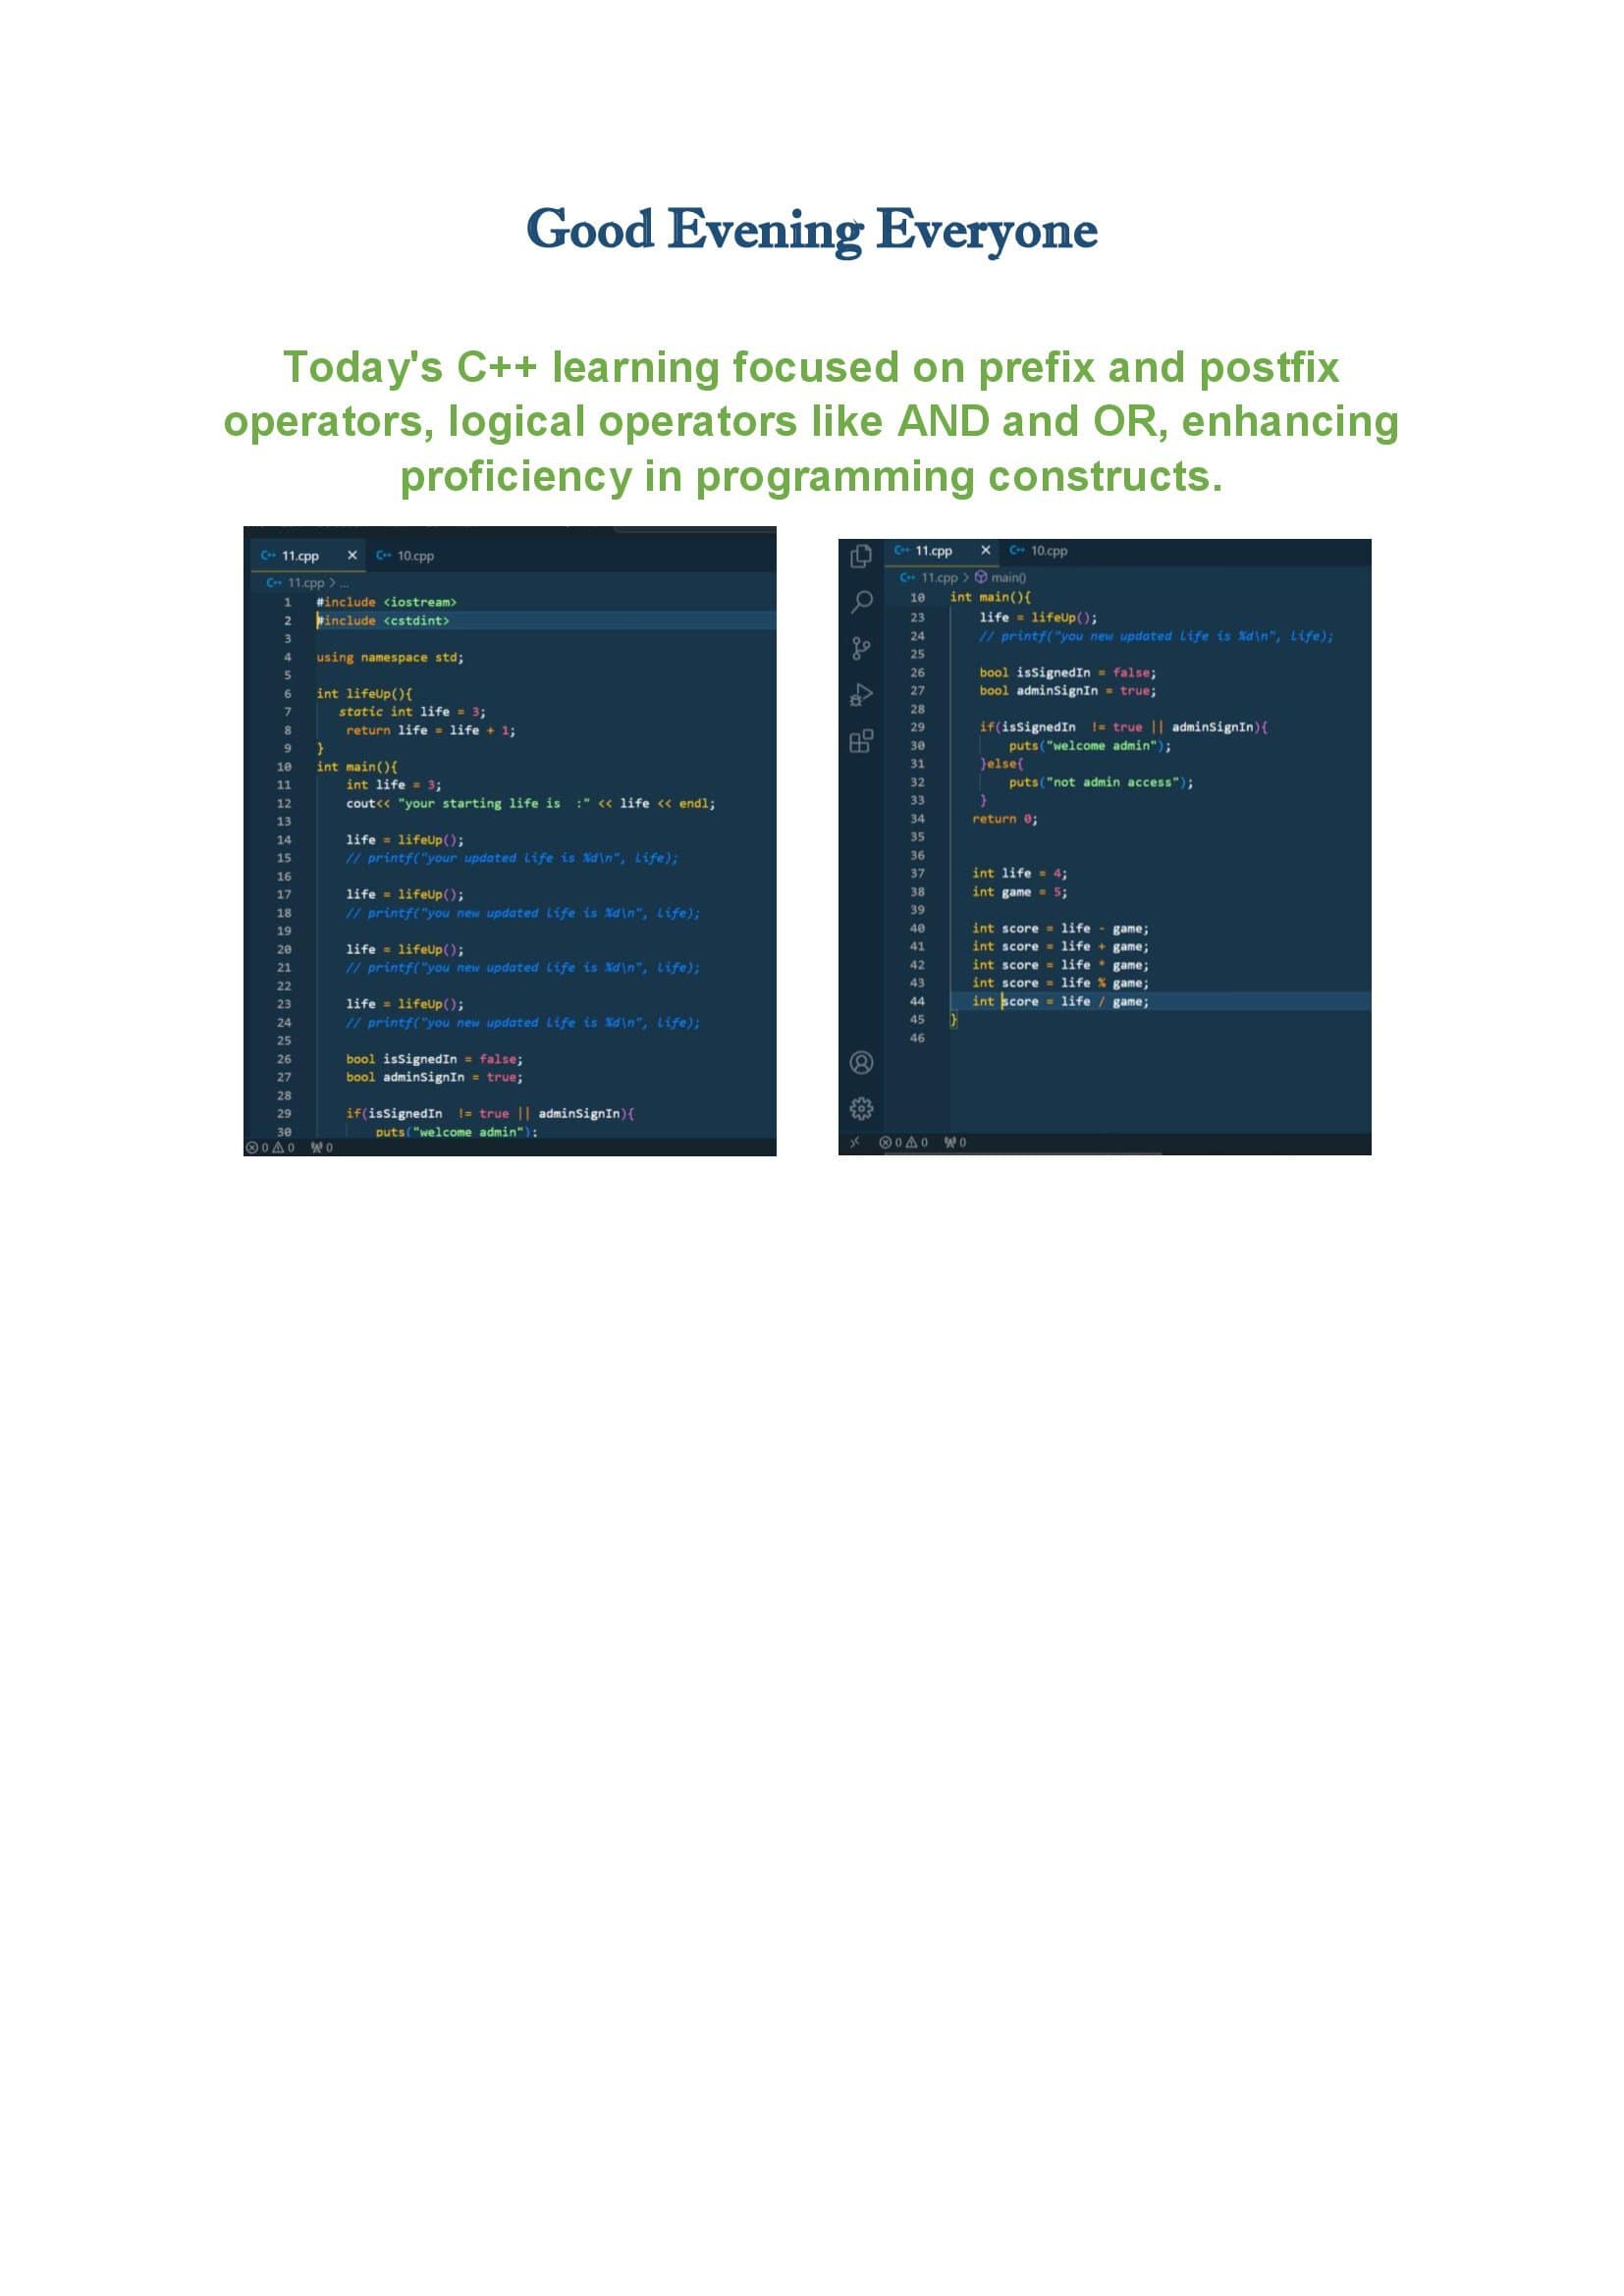 Good Evening Everyone
Today's C++ learning focused on prefix and postfix
operators, logical operators like AND and OR, enhancing
proficiency in programming constructs.
C++ 11.cpp × C++ 10.cpp
C++ 11.cpp > ...
1 #include <iostream>
2 #include <cstdint>
3
4 using namespace std;
5
6 int lifeUp(){
7 static int life = 3;
8 return life = life + 1;
9 }
10 int main(){
11 int life = 3;
12 cout<< "your starting life is :" << life << endl;
13
14 life = lifeUp();
15 // printf("your updated life is %d\n", life);
16
17 life = lifeUp();
18 // printf("you new updated life is %d\n", life);
19
20 life = lifeUp();
21 // printf("you new updated life is %d\n", life);
22
23 life = lifeUp();
24 // printf("you new updated life is %d\n", life);
25
26 bool isSignedIn = false;
27 bool adminSignIn = true;
28
29 if(isSignedIn != true || adminSignIn){
30 puts("welcome admin");
0 0 0
C++ 11.cpp × C++ 10.cpp
C++ 11.cpp > main()
10 int main(){
23 life = lifeUp();
24 // printf("you new updated life is %d\n", life);
25
26 bool isSignedIn = false;
27 bool adminSignIn = true;
28
29 if(isSignedIn != true || adminSignIn){
30 puts("welcome admin");
31 }else{
32 puts("not admin access");
33 }
34 return 0;
35
36
37 int life = 4;
38 int game = 5;
39
40 int score = life - game;
41 int score = life + game;
42 int score = life * game;
43 int score = life % game;
44 int score = life / game;
45 }
46
0 0 0